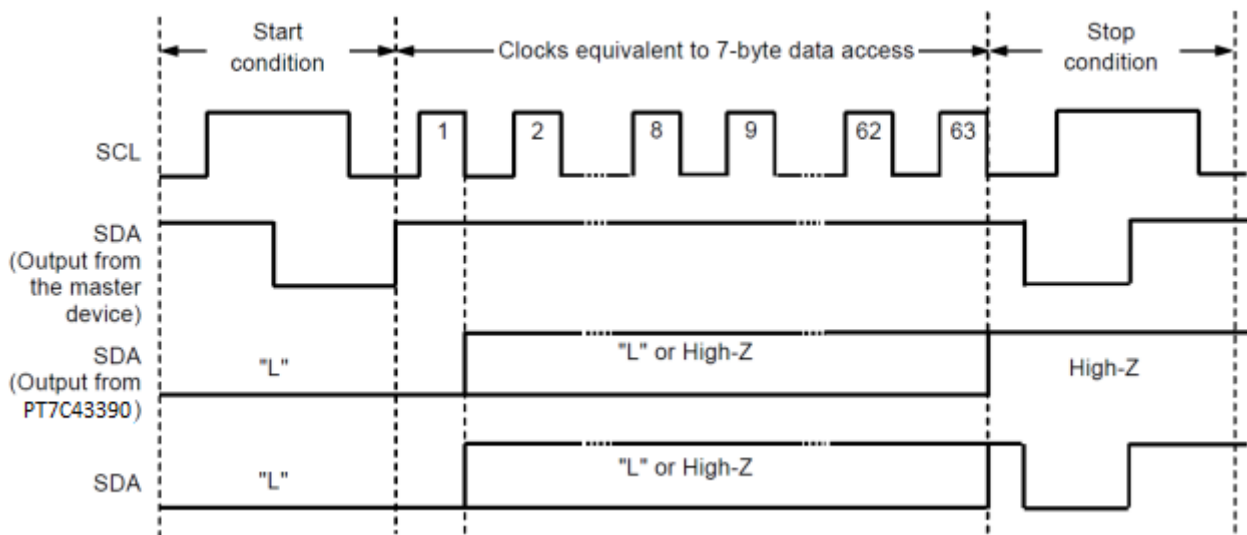 Start
condition
Clocks equivalent to 7-byte data access
Stop
condition
SCL
1
2
8
9
62
63
SDA
(Output from
the master
device)
SDA
(Output from
PT7C43390)
"L"
"L" or High-Z
High-Z
SDA
"L"
"L" or High-Z